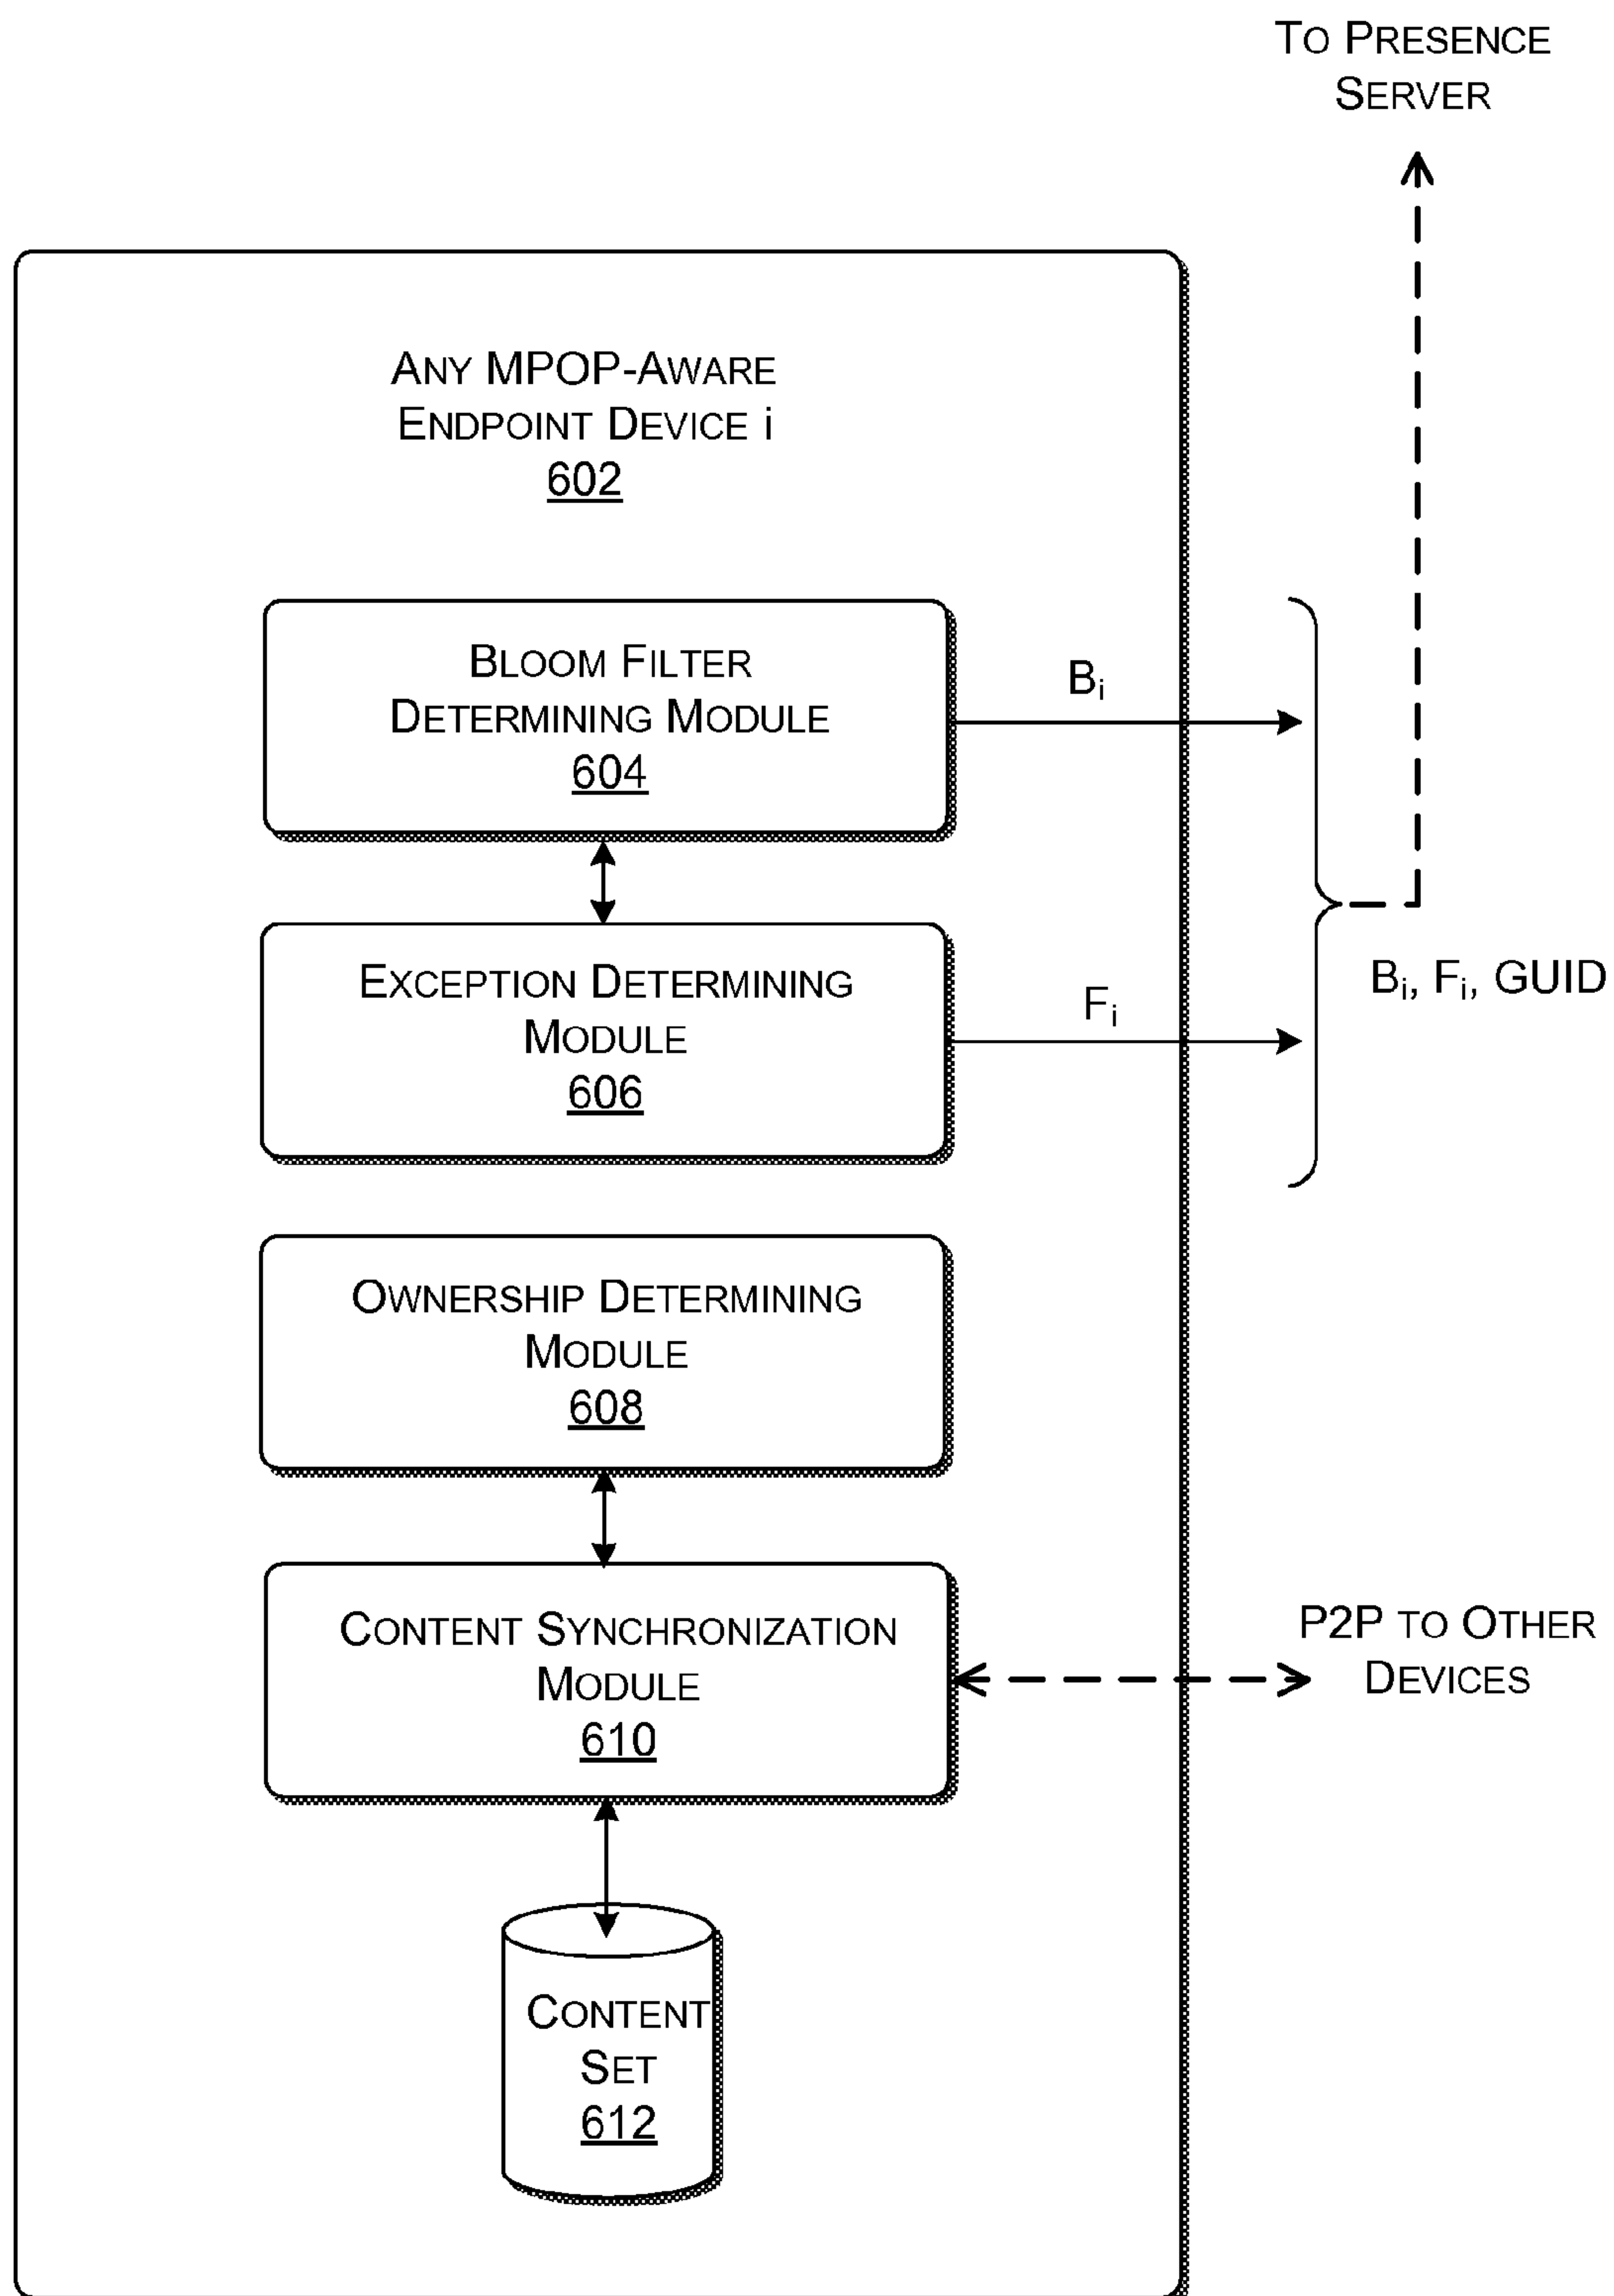 To Presence
Server
Any MPOP-Aware
Endpoint Device i
602
Bloom Filter
Determining Module
604
Bi
Exception Determining
Module
606
Fi
Bi, Fi, GUID
Ownership Determining
Module
608
Content Synchronization
Module
610
P2P to Other
Devices
Content
Set
612